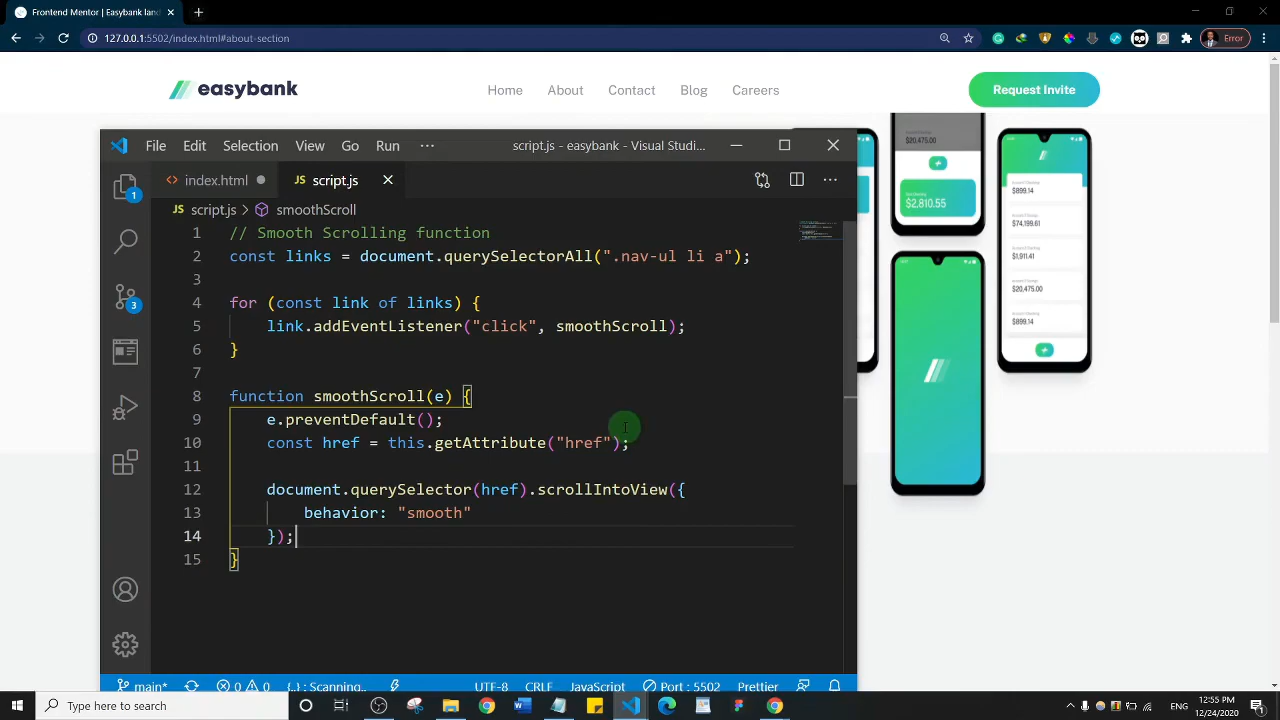 Frontend Mentor | Easybank land
127.0.0.1:5502/index.html#about-section
Error
easybank
Home
About
Contact
Blog
Careers
Request Invite
File
Edit
Selection
View
Go
Run
script.js - easybank - Visual Studi...
index.html
JS script.js
JS script.js > smoothScroll
1 // Smooth scrolling function
2 const links = document.querySelectorAll(".nav-ul li a");
3
4 for (const link of links) {
5 link.addEventListener("click", smoothScroll);
6 }
7
8 function smoothScroll(e) {
9 e.preventDefault();
10 const href = this.getAttribute("href");
11
12 document.querySelector(href).scrollIntoView({
13 behavior: "smooth"
14 });
15 }
1
3
$20,475.00
$2,810.55
$899.14
$74,199.61
$1,911.41
$20,475.00
$899.14
main*
0
0
{..}: Scanning..
UTF-8
CRLF
JavaScript
Port : 5502
Prettier
Type here to search
ENG
12:55 PM
12/24/2020
1